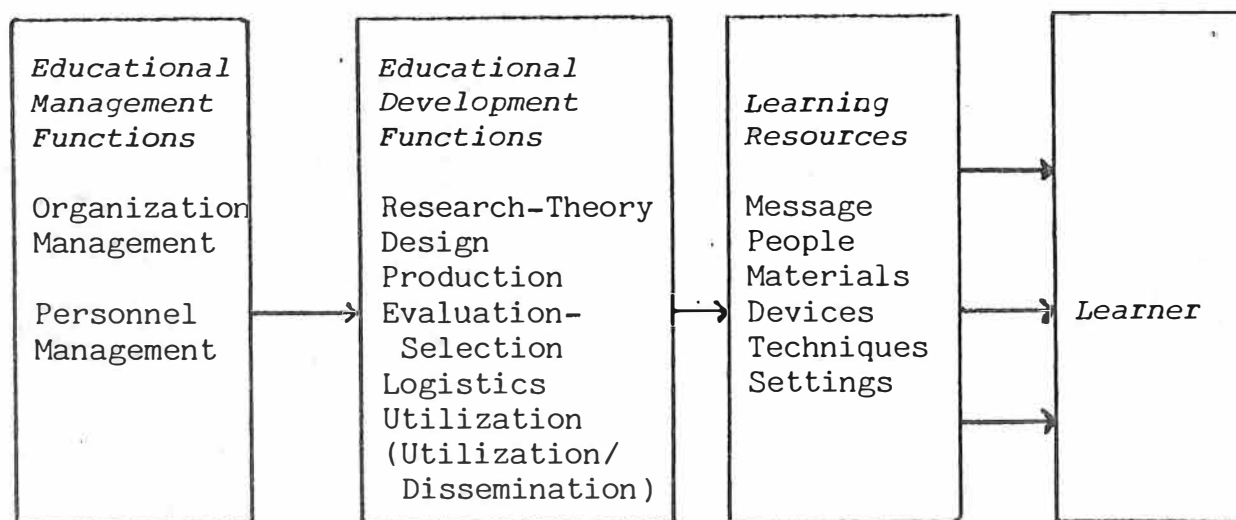 Educational
Management
Functions
Organization
Management
Personnel
Management
Educational
Development
Functions
Research-Theory
Design
Production
Evaluation-
Selection
Logistics
Utilization
(Utilization/
Dissemination)
Learning
Resources
Message
People
Materials
Devices
Techniques
Settings
Learner